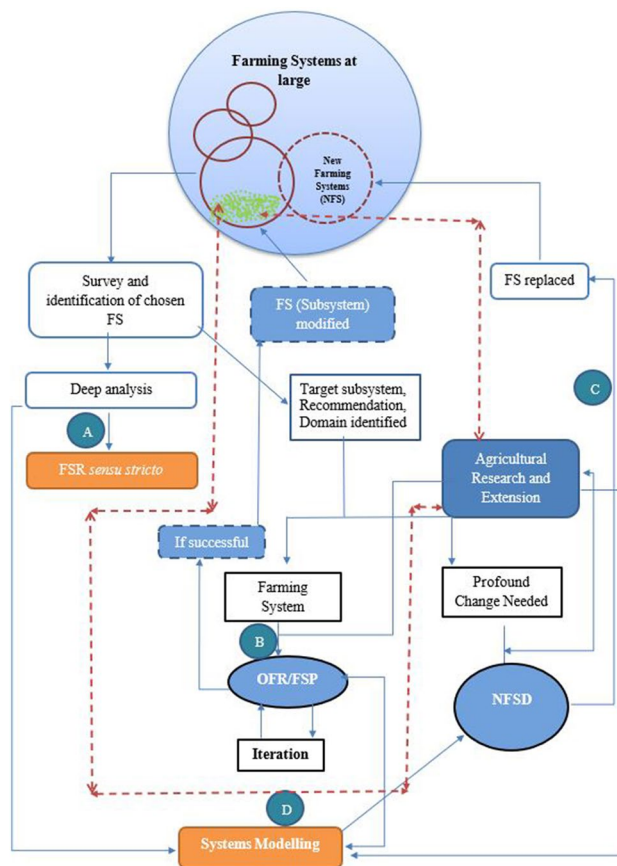 Farming Systems at
large
New
Farming
Systems
(NFS)
Survey and
identification of chosen
FS
FS (Subsystem)
modified
FS replaced
Deep analysis
Target subsystem,
Recommendation,
Domain identified
C
A
FSR sensu stricto
Agricultural
Research and
Extension
If successful
Farming
System
Profound
Change Needed
B
OFR/FSP
NFSD
Iteration
D
Systems Modelling